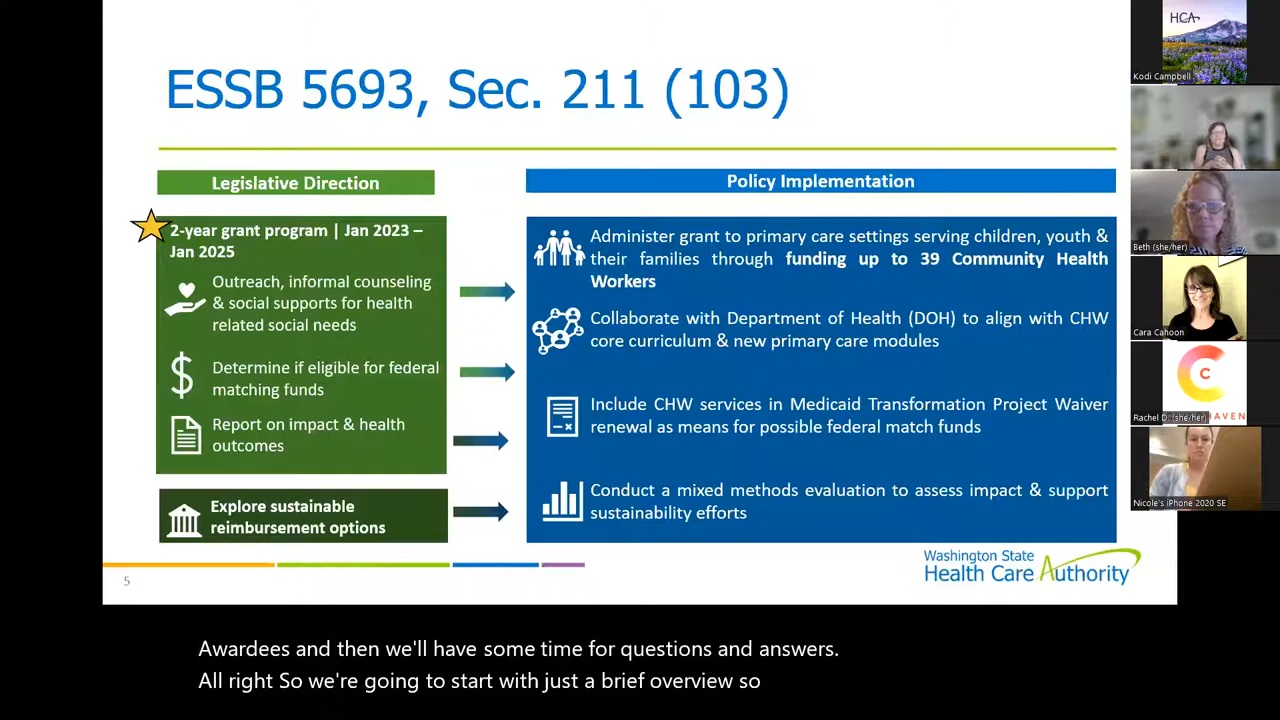 ESSB 5693, Sec. 211 (103)
Legislative Direction
2-year grant program | Jan 2023 –
Jan 2025
Outreach, informal counseling
& social supports for health
related social needs
Determine if eligible for federal
matching funds
Report on impact & health
outcomes
Explore sustainable
reimbursement options
Policy Implementation
Administer grant to primary care settings serving children, youth &
their families through funding up to 39 Community Health
Workers
Collaborate with Department of Health (DOH) to align with CHW
core curriculum & new primary care modules
Include CHW services in Medicaid Transformation Project Waiver
renewal as means for possible federal match funds
Conduct a mixed methods evaluation to assess impact & support
sustainability efforts
5
Washington State
Health Care Authority
HCA
Kodi Campbell
Beth (she/her)
Cara Cahoon
C
Rachel D. (she/her)
HAVEN
Nicole's iPhone 2020 SE
Awardees and then we'll have some time for questions and answers.
All right So we're going to start with just a brief overview so